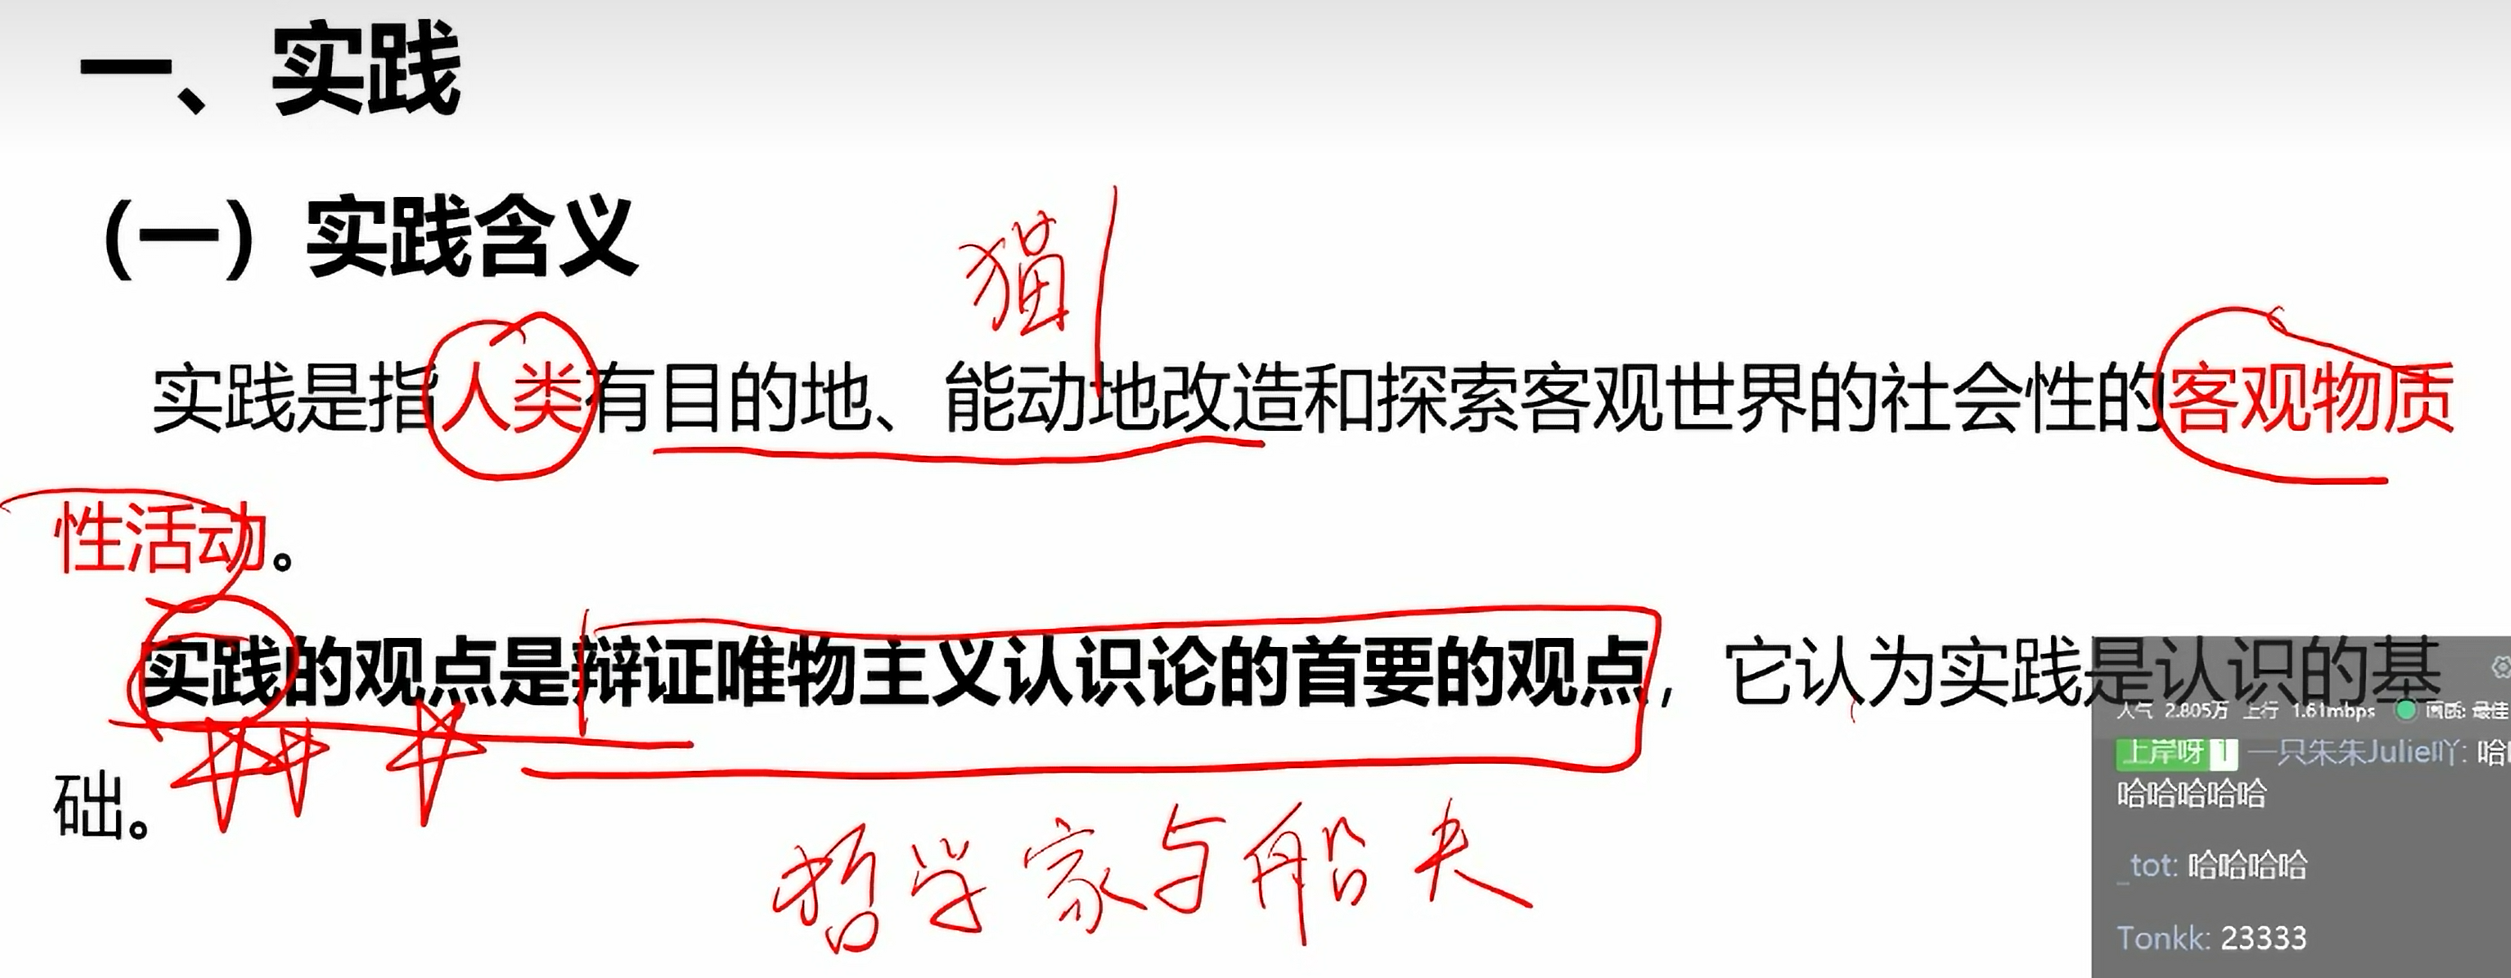 一、实践
（一）实践含义
猫
实践是指人类有目的地、能动地改造和探索客观世界的社会性的客观物质
性活动。
实践的观点是辩证唯物主义认识论的首要的观点，它认为实践是认识的基
础。
哲学家与船夫
人气 2.805万 上行 1.61mbps 画质: 最佳
上岸呀 1 一只朱朱Julie吖: 哈
哈哈哈哈哈
_tot: 哈哈哈哈
Tonkk: 23333